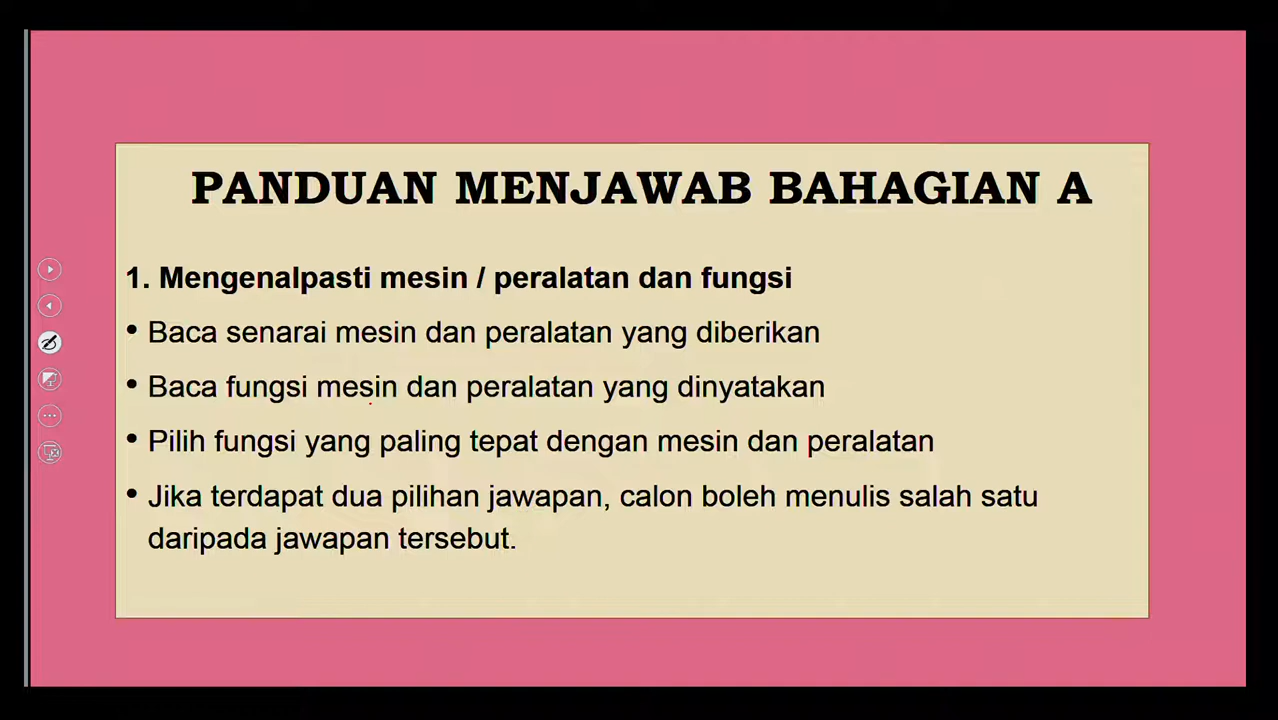 PANDUAN MENJAWAB BAHAGIAN A
1. Mengenalpasti mesin / peralatan dan fungsi
• Baca senarai mesin dan peralatan yang diberikan
• Baca fungsi mesin dan peralatan yang dinyatakan
• Pilih fungsi yang paling tepat dengan mesin dan peralatan
• Jika terdapat dua pilihan jawapan, calon boleh menulis salah satu
daripada jawapan tersebut.